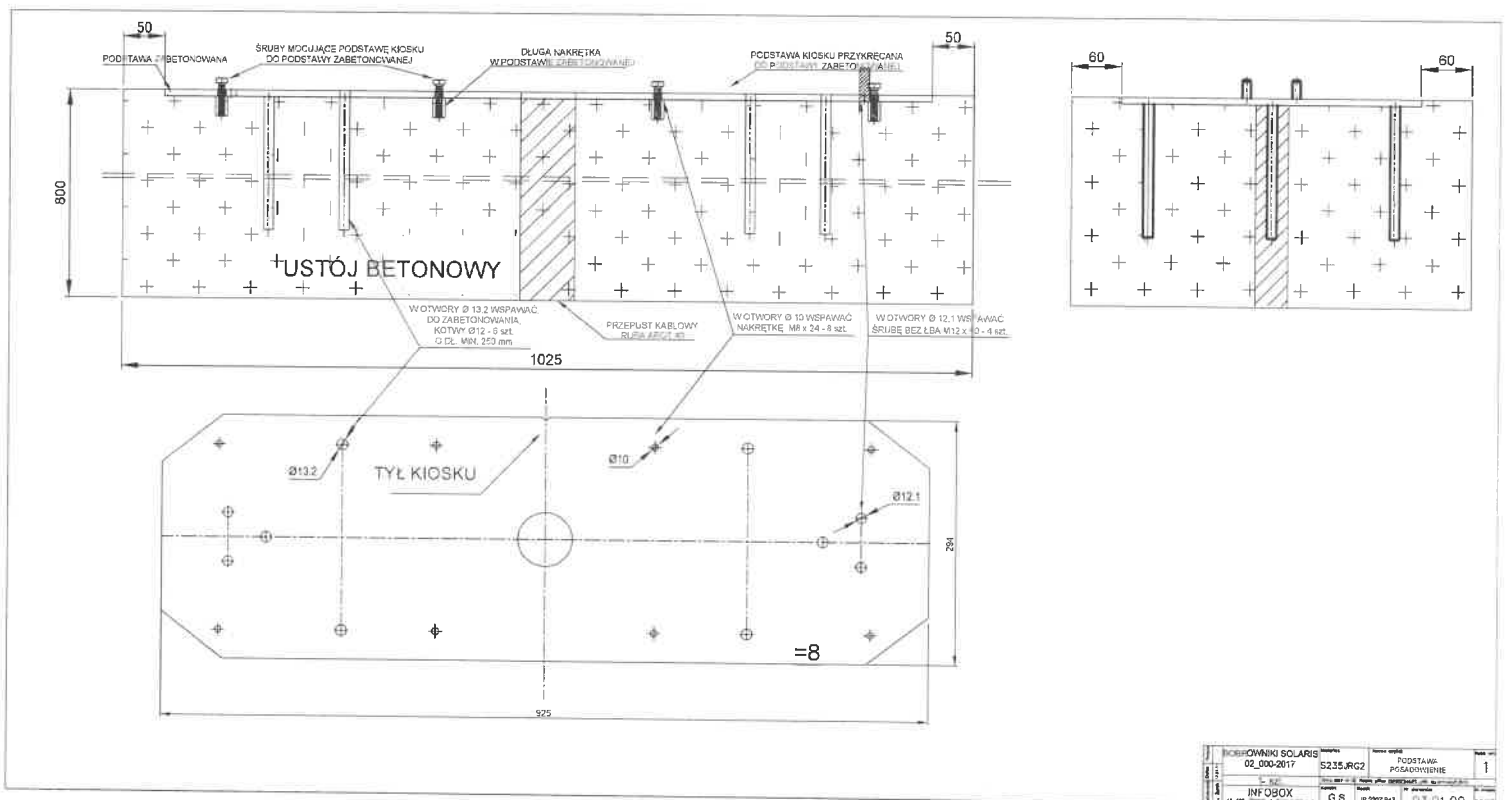 50
ŚRUBY MOCUJĄCE PODSTAWĘ KIOSKU
DO PODSTAWY ZABETONOWANEJ
PODSTAWA ZABETONOWANA
DŁUGA NAKRĘTKA
W PODSTAWIE ZABETONOWANEJ
PODSTAWA KIOSKU PRZYKRĘCANA
DO PODSTAWY ZABETONOWANEJ
50
60
60
800
USTÓJ BETONOWY
W OTWORY Ø 13,2 WSPAWAĆ
DO ZABETONOWANIA
KOTWY Ø12 - 6 szt.
O DŁ. MIN. 250 mm
PRZEPUST KABLOWY
RURA
W OTWORY Ø 10 WSPAWAĆ
NAKRĘTKĘ M8 x 24 - 8 szt.
W OTWORY Ø 12,1 WSPAWAĆ
ŚRUBĘ BEZ ŁBA M12 x 40 - 4 szt.
1025
Ø13.2
TYŁ KIOSKU
Ø10
Ø12.1
294
=8
925
BOBROWNIKI SOLARIS
02_000-2017
S235JRG2
PODSTAWA
POSADOWIENIE
1
INFOBOX
G.S.